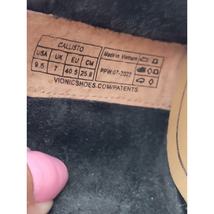 CALLISTO
USA UK EU CM
9.5 7 40.5 25.8
Made in Vietnam
PPW 07-2022
VIONICSHOES.COM/PATENTS